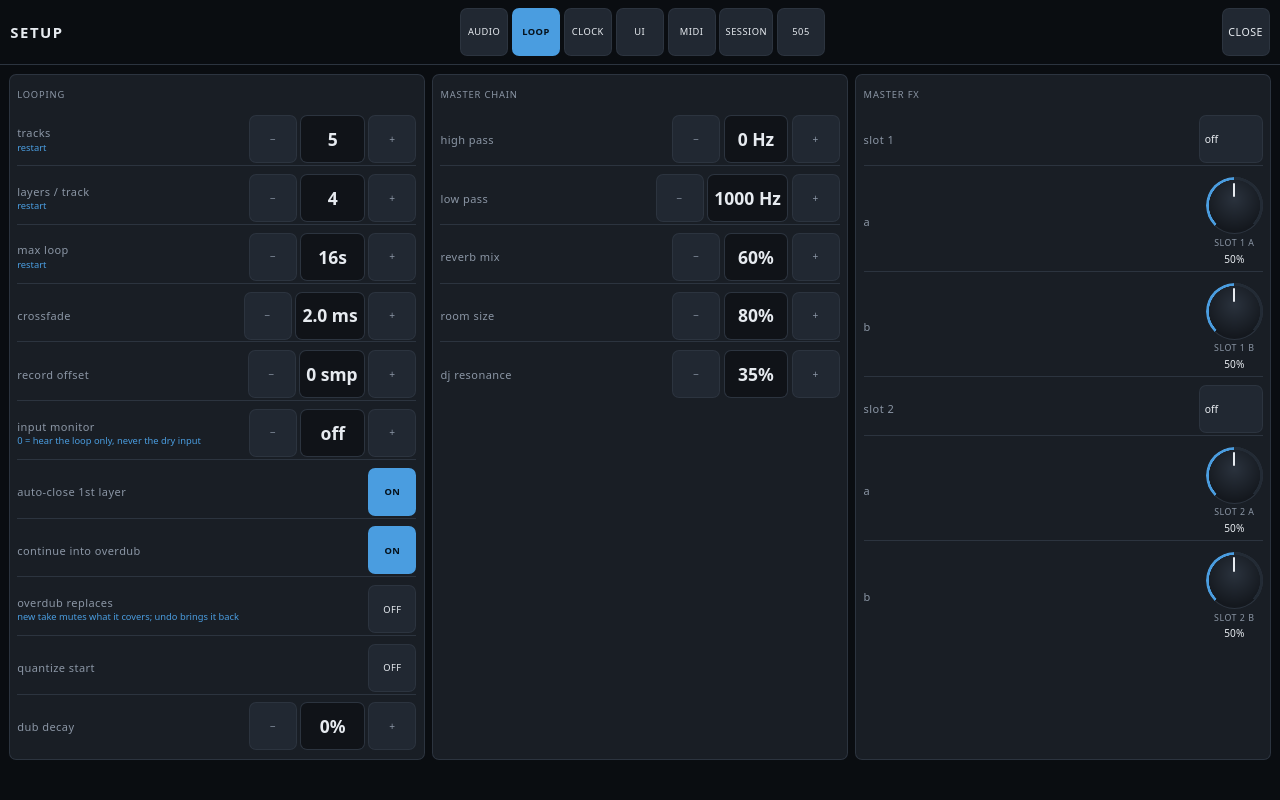 SETUP
AUDIO
LOOP
CLOCK
UI
MIDI
SESSION
505
CLOSE
LOOPING
tracks
restart
− 5 +
layers / track
restart
− 4 +
max loop
restart
− 16s +
crossfade
− 2.0 ms +
record offset
− 0 smp +
input monitor
0 = hear the loop only, never the dry input
− off +
auto-close 1st layer
ON
continue into overdub
ON
overdub replaces
new take mutes what it covers; undo brings it back
OFF
quantize start
OFF
dub decay
− 0% +
MASTER CHAIN
high pass
− 0 Hz +
low pass
− 1000 Hz +
reverb mix
− 60% +
room size
− 80% +
dj resonance
− 35% +
MASTER FX
slot 1
off
a
SLOT 1 A
50%
b
SLOT 1 B
50%
slot 2
off
a
SLOT 2 A
50%
b
SLOT 2 B
50%